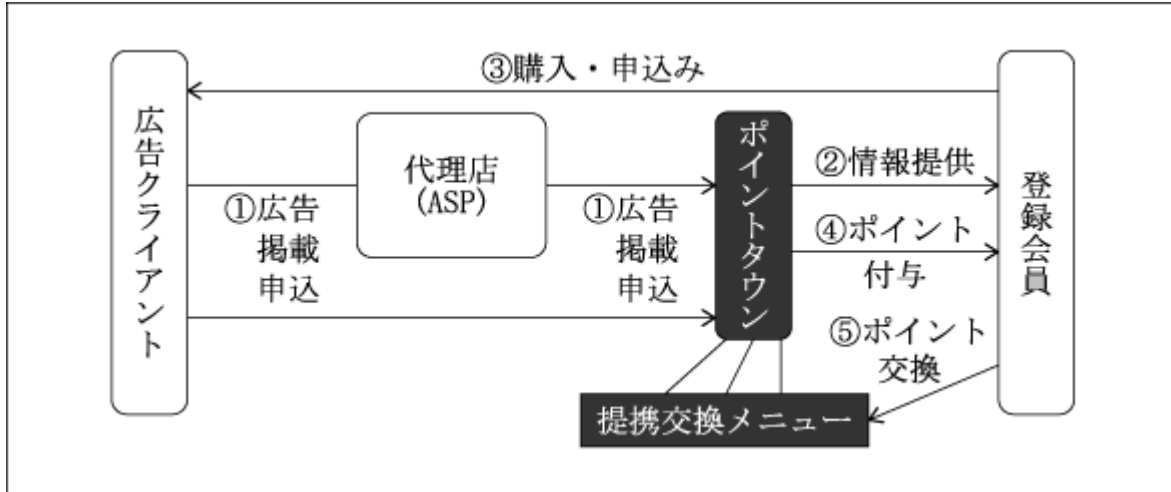 ③購入・申込み
広告クライアント
代理店
(ASP)
①広告
掲載
申込
①広告
掲載
申込
ポイントタウン
②情報提供
④ポイント
付与
⑤ポイント
交換
登録会員
提携交換メニュー